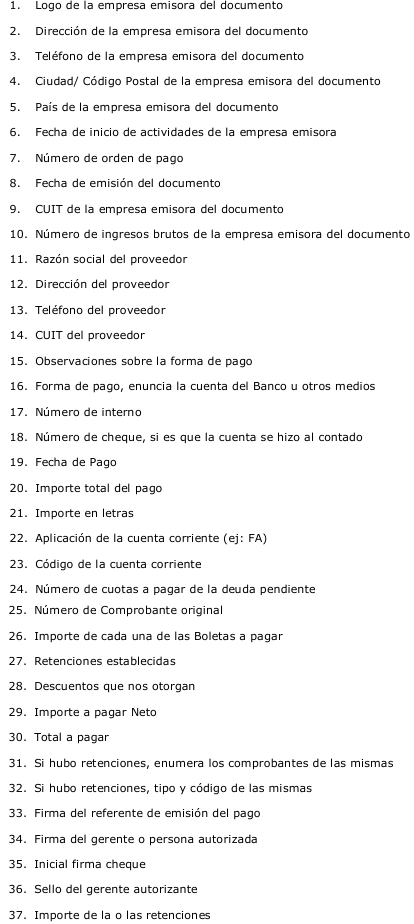 1. Logo de la empresa emisora del documento
2. Dirección de la empresa emisora del documento
3. Teléfono de la empresa emisora del documento
4. Ciudad/ Código Postal de la empresa emisora del documento
5. País de la empresa emisora del documento
6. Fecha de inicio de actividades de la empresa emisora
7. Número de orden de pago
8. Fecha de emisión del documento
9. CUIT de la empresa emisora del documento
10. Número de ingresos brutos de la empresa emisora del documento
11. Razón social del proveedor
12. Dirección del proveedor
13. Teléfono del proveedor
14. CUIT del proveedor
15. Observaciones sobre la forma de pago
16. Forma de pago, enuncia la cuenta del Banco u otros medios
17. Número de interno
18. Número de cheque, si es que la cuenta se hizo al contado
19. Fecha de Pago
20. Importe total del pago
21. Importe en letras
22. Aplicación de la cuenta corriente (ej: FA)
23. Código de la cuenta corriente
24. Número de cuotas a pagar de la deuda pendiente
25. Número de Comprobante original
26. Importe de cada una de las Boletas a pagar
27. Retenciones establecidas
28. Descuentos que nos otorgan
29. Importe a pagar Neto
30. Total a pagar
31. Si hubo retenciones, enumera los comprobantes de las mismas
32. Si hubo retenciones, tipo y código de las mismas
33. Firma del referente de emisión del pago
34. Firma del gerente o persona autorizada
35. Inicial firma cheque
36. Sello del gerente autorizante
37. Importe de la o las retenciones